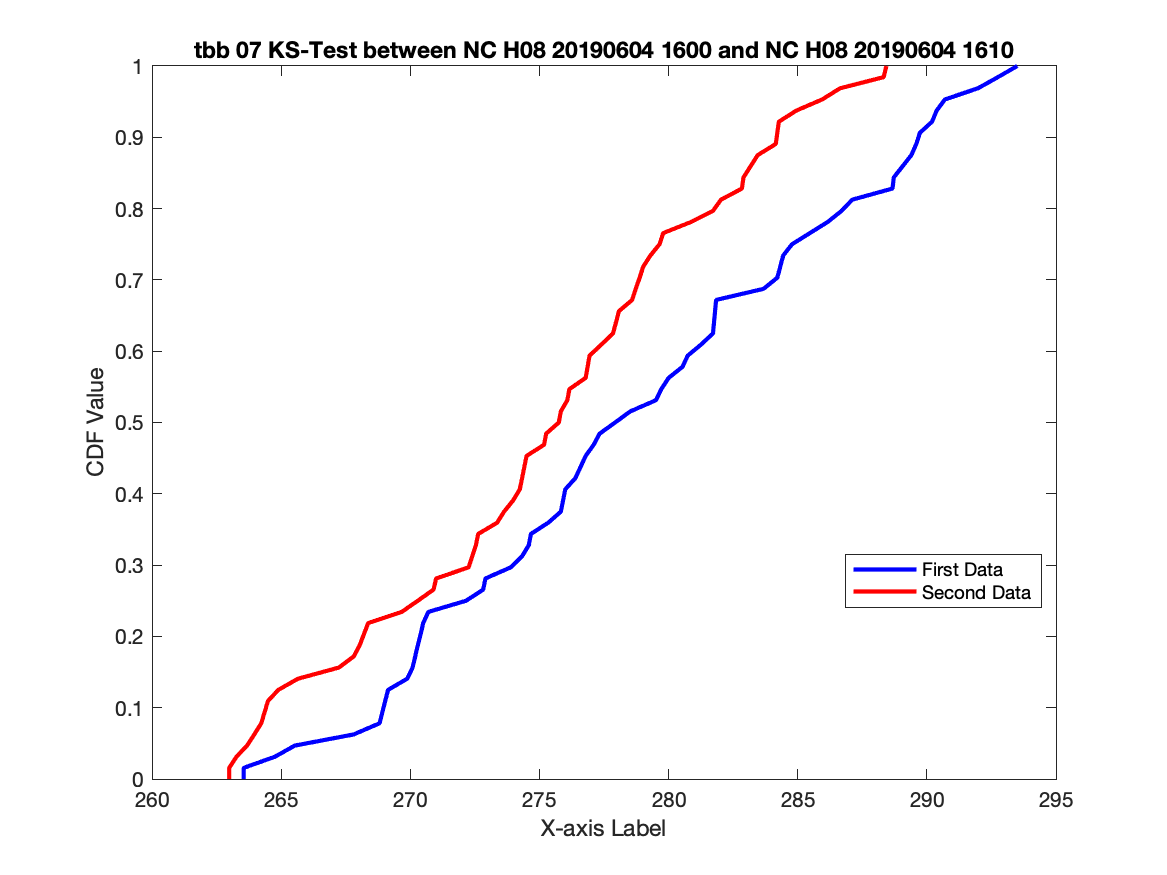 tbb 07 KS-Test between NC H08 20190604 1600 and NC H08 20190604 1610
1
0.9
0.8
0.7
0.6
0.5
0.4
0.3
0.2
0.1
0
CDF Value
First Data
Second Data
260 265 270 275 280 285 290 295
X-axis Label